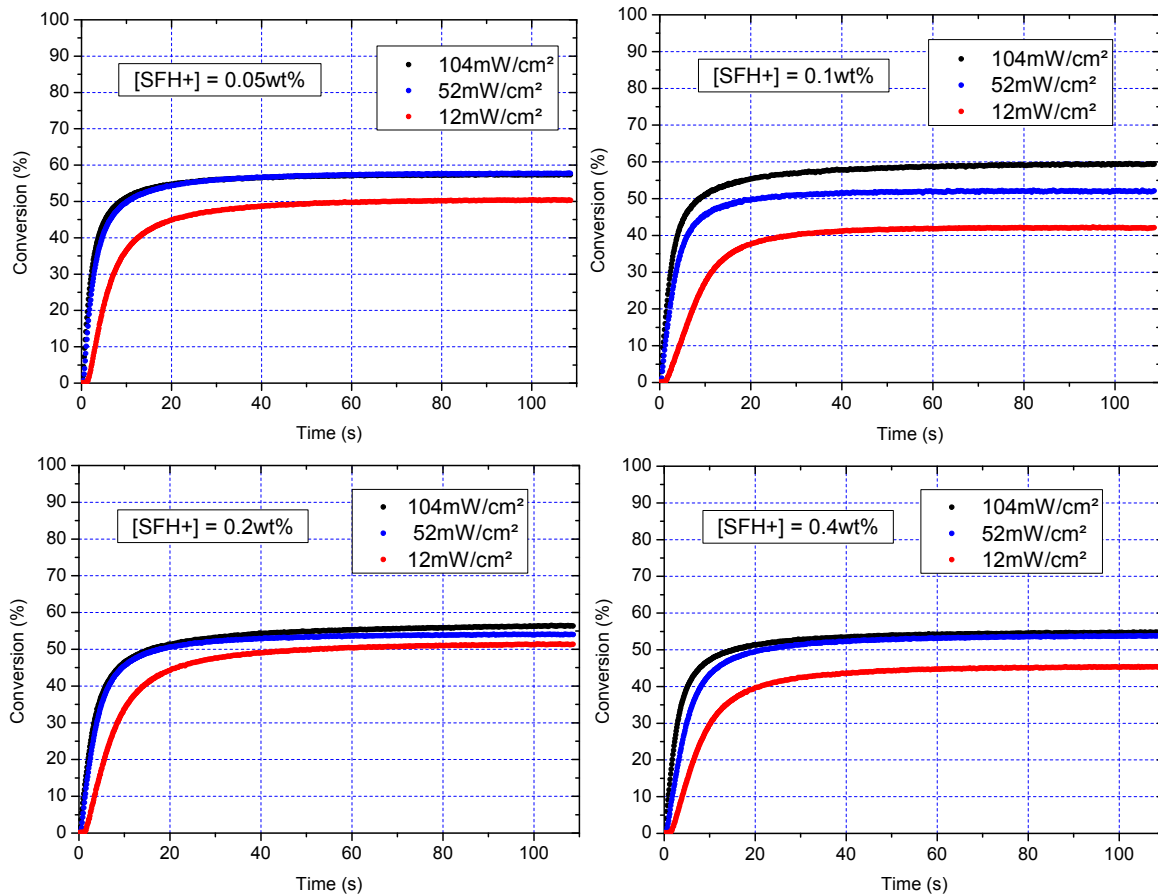 100
90
80
70
60
50
40
30
20
10
0
Conversion (%)
[SFH+] = 0.05wt%
104mW/cm²
52mW/cm²
12mW/cm²
0 20 40 60 80 100
Time (s)
100
90
80
70
60
50
40
30
20
10
0
Conversion (%)
[SFH+] = 0.1wt%
104mW/cm²
52mW/cm²
12mW/cm²
0 20 40 60 80 100
Time (s)
100
90
80
70
60
50
40
30
20
10
0
Conversion (%)
[SFH+] = 0.2wt%
104mW/cm²
52mW/cm²
12mW/cm²
0 20 40 60 80 100
Time (s)
100
90
80
70
60
50
40
30
20
10
0
Conversion (%)
[SFH+] = 0.4wt%
104mW/cm²
52mW/cm²
12mW/cm²
0 20 40 60 80 100
Time (s)